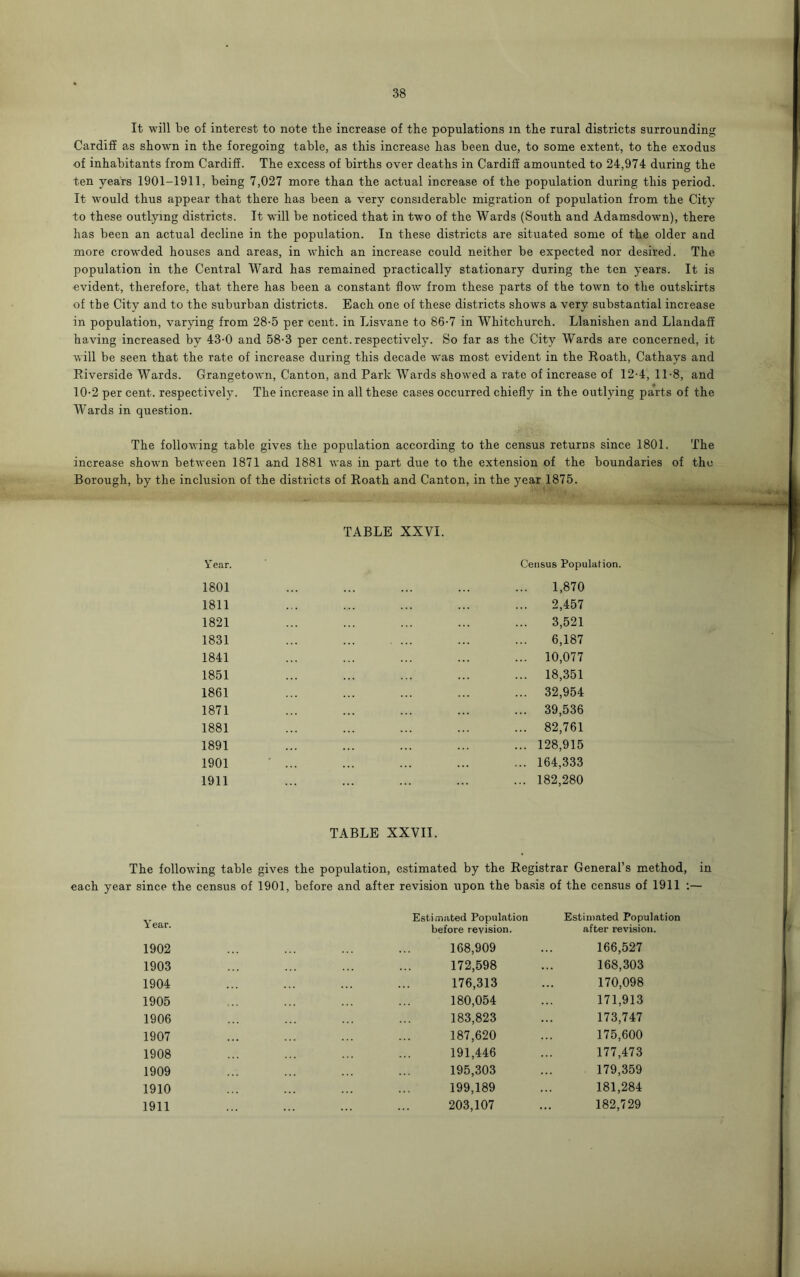 38
It will be of interest to note the increase of the populations in the rural districts surrounding
Cardiff as shown in the foregoing table, as this increase has been due, to some extent, to the exodus
of inhabitants from Cardiff. The excess of births over deaths in Cardiff amounted to 24,974 during the
ten years 1901-1911, being 7,027 more than the actual increase of the population during this period.
It would thus appear that there has been a very considerable migration of population from the City
to these outlying districts. It will be noticed that in two of the Wards (South and Adamsdown), there
has been an actual decline in the population. In these districts are situated some of the older and
more crowded houses and areas, in which an increase could neither be expected nor desired. The
population in the Central Ward has remained practically stationary during the ten years. It is
evident, therefore, that there has been a constant flow from these parts of the town to the outskirts
of the City and to the suburban districts. Each one of these districts shows a very substantial increase
in population, varying from 28·5 per cent. in Lisvane to 86·7 in Whitchurch. Llanishen and Llandaff
having increased by 43·0 and 58·3 per cent. respectively. So far as the City Wards are concerned, it
will be seen that the rate of increase during this decade was most evident in the Roath, Cathays and
Riverside Wards. Grangetown, Canton, and Park Wards showed a rate of increase of 12·4, 11·8, and
10·2 per cent. respectively. The increase in all these cases occurred chiefly in the outlying parts of the
Wards in question.
The following table gives the population according to the census returns since 1801. The
increase shown between 1871 and 1881 was in part due to the extension of the boundaries of the
Borough, by the inclusion of the districts of Roath and Canton, in the year 1875.
TABLE XXVI.
Year. Census Population.
1801 ... ... ... ... ... 1,870
1811 ... ... ... ... ... 2,457
1821 ... ... ... ... ... 3,521
1831 ... ... ... ... ... 6,187
1841 ... ... ... ... ... 10,077
1851 ... ... ... ... ... 18,351
1861 ... ... ... ... ... 32,954
1871 ... ... ... ... ... 39,536
1881 ... ... ... ... ... 82,761
1891 ... ... ... ... ... 128,915
1901 ... ... ... ... ... 164,333
1911 ... ... ... ... ... 182,280
TABLE XXVII.
The following table gives the population, estimated by the Registrar General's method, in
each year since the census of 1901, before and after revision upon the basis of the census of 1911 :—
Year. Estimated Population before revision. Estimated Population after revision.
1902 ... ... ... ... 168,909 ... 166,527
1903 ... ... ... ... 172,598 ... 168,303
1904 ... ... ... ... 176,313 ... 170,098
1905 ... ... ... ... 180,054 ... 171,913
1906 ... ... ... ... 183,823 ... 173,747
1907 ... ... ... ... 187,620 ... 175,600
1908 ... ... ... ... 191,446 ... 177,473
1909 ... ... ... ... 195,303 ... 179,359
1910 ... ... ... ... 199,189 ... 181,284
1911 ... ... ... ... 203,107 ... 182,729